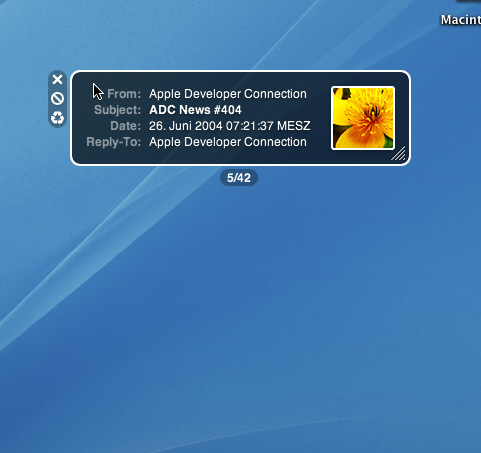 Macint
From: Apple Developer Connection
Subject: ADC News #404
Date: 26. Juni 2004 07:21:37 MESZ
Reply-To: Apple Developer Connection
5/42